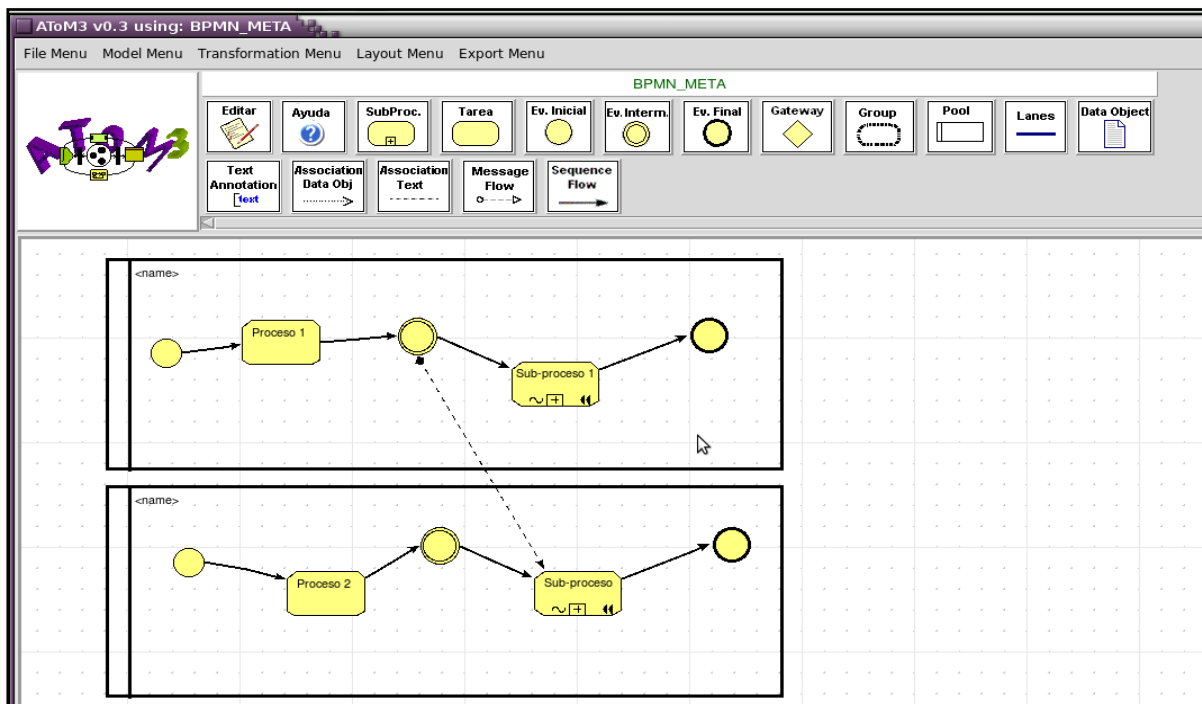 AToM3 v0.3 using: BPMN_META
File Menu Model Menu Transformation Menu Layout Menu Export Menu
BPMN_META
ATOM3
Editar
Ayuda
SubProc.
Tarea
Ev. Inicial
Ev. Interm.
Ev. Final
Gateway
Group
Pool
Lanes
Data Object
Text
Annotation
[text
Association
Data Obj
Association
Text
Message
Flow
Sequence
Flow
<name>
Proceso 1
Sub-proceso 1
<name>
Proceso 2
Sub-proceso